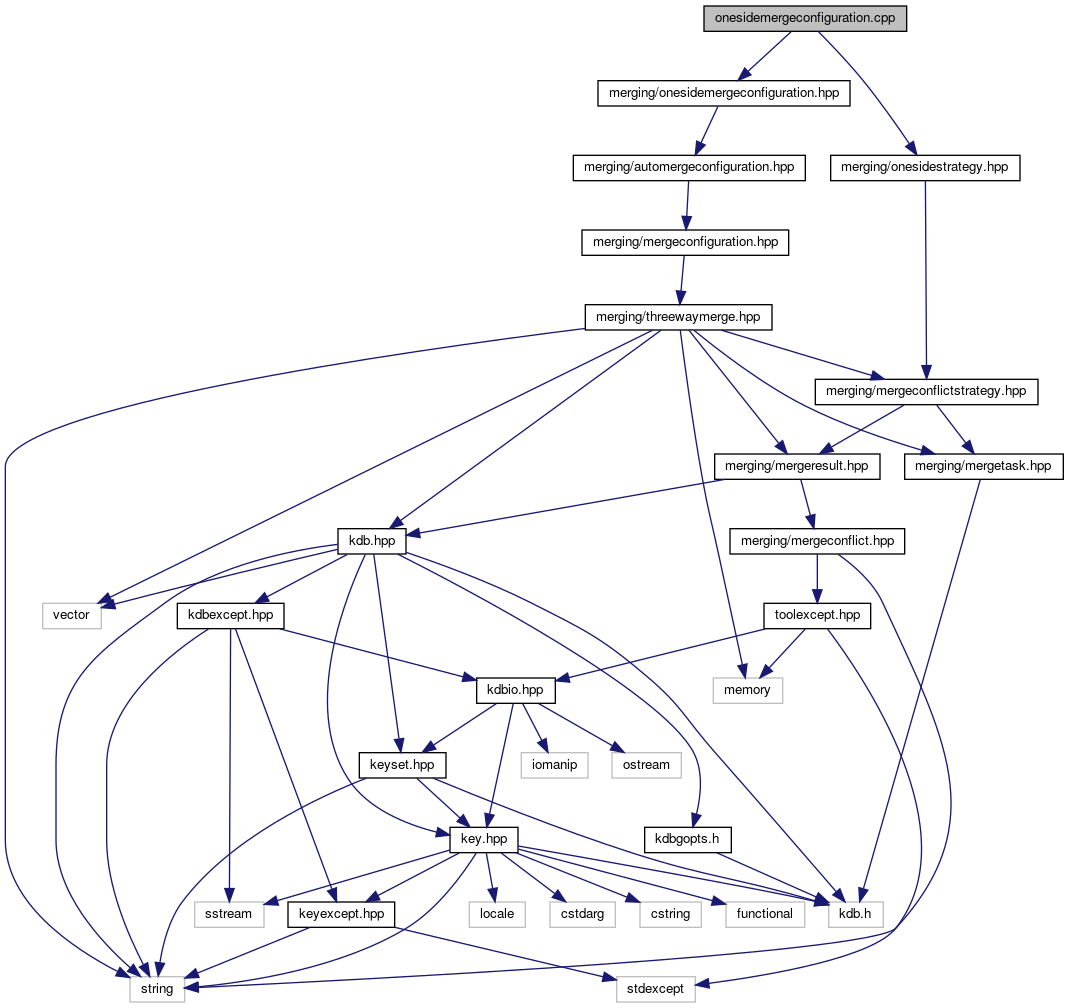 onesidemergeconfiguration.cpp
merging/onesidemergeconfiguration.hpp
merging/automergeconfiguration.hpp
merging/onesidestrategy.hpp
merging/mergeconfiguration.hpp
merging/threewaymerge.hpp
merging/mergeconflictstrategy.hpp
merging/mergeresult.hpp
merging/mergetask.hpp
kdb.hpp
merging/mergeconflict.hpp
vector
kdbexcept.hpp
toolexcept.hpp
kdbio.hpp
memory
keyset.hpp
iomanip
ostream
key.hpp
kdbgopts.h
sstream
keyexcept.hpp
locale
cstdarg
cstring
functional
kdb.h
string
stdexcept